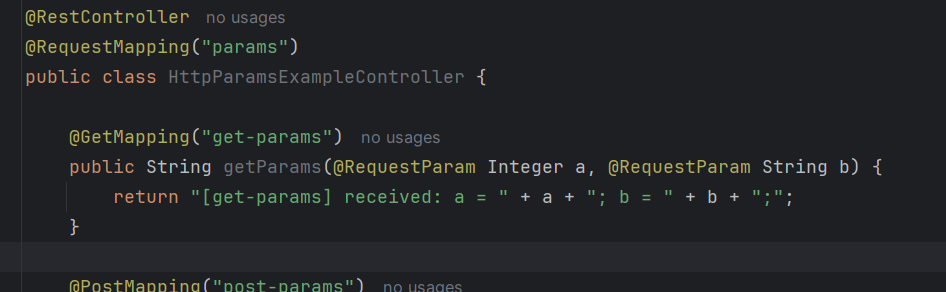 @RestController no usages
@RequestMapping("params")
public class HttpParamsExampleController {
@GetMapping("get-params") no usages
public String getParams(@RequestParam Integer a, @RequestParam String b) {
return "[get-params] received: a = " + a + "; b = " + b + ";";
}
@PostMapping("post-params") no usages